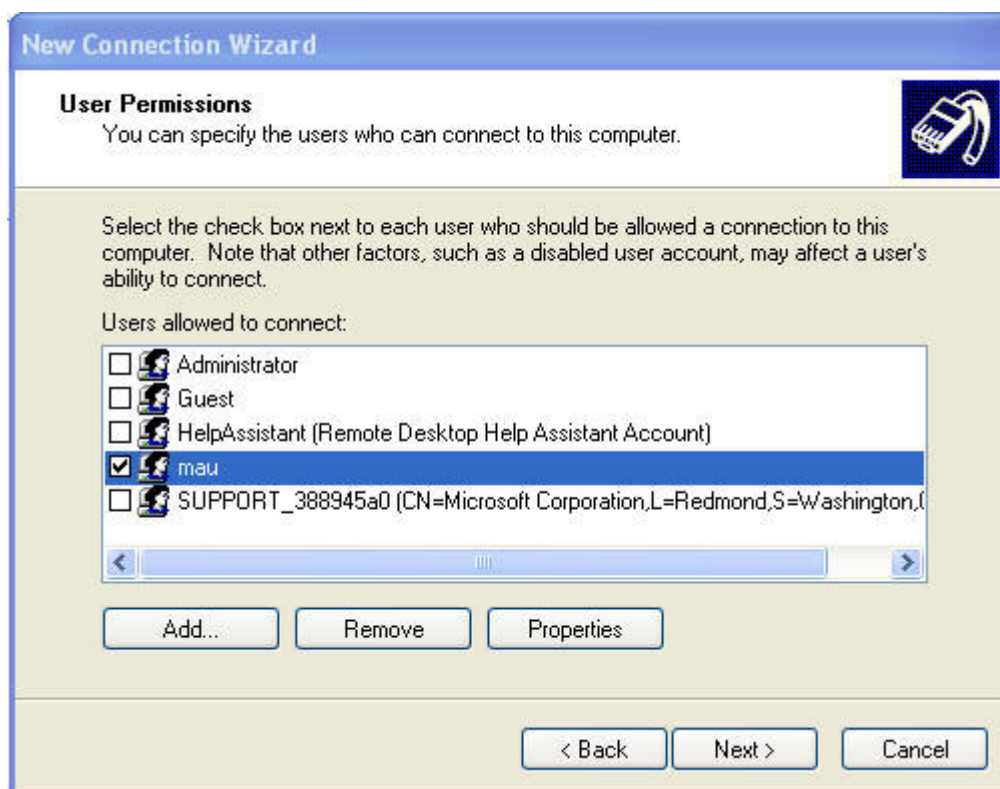 New Connection Wizard
User Permissions
You can specify the users who can connect to this computer.
Select the check box next to each user who should be allowed a connection to this
computer. Note that other factors, such as a disabled user account, may affect a user's
ability to connect.
Users allowed to connect:
Administrator
Guest
HelpAssistant (Remote Desktop Help Assistant Account)
mau
SUPPORT_388945a0 (CN=Microsoft Corporation,L=Redmond,S=Washington,
Add... Remove Properties
< Back Next > Cancel